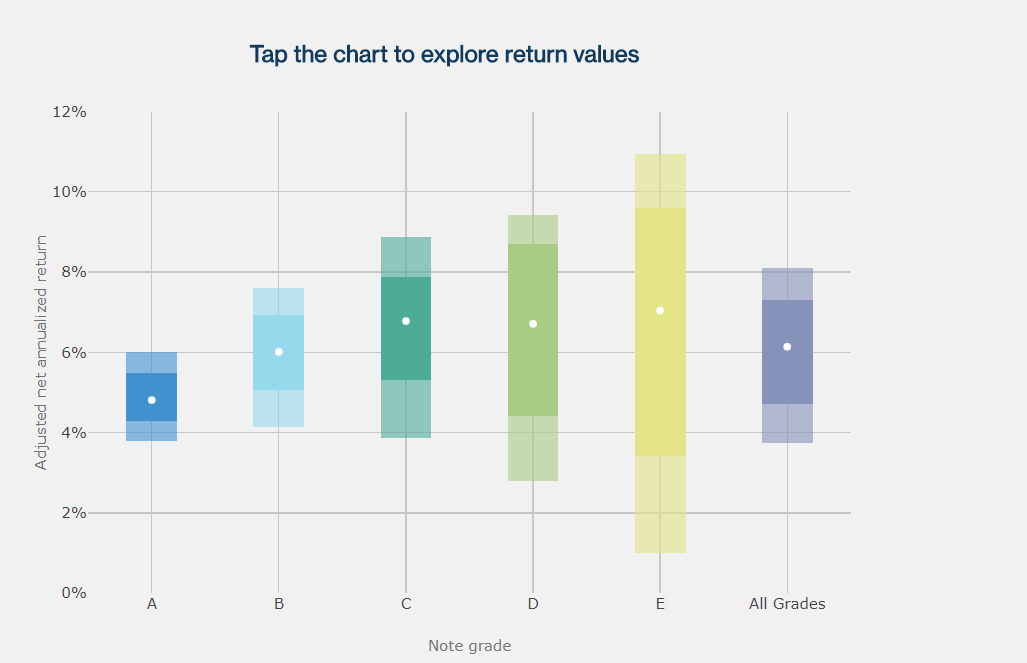 Tap the chart to explore return values
12%
10%
8%
6%
4%
2%
0%
Adjusted net annualized return
A B C D E All Grades
Note grade